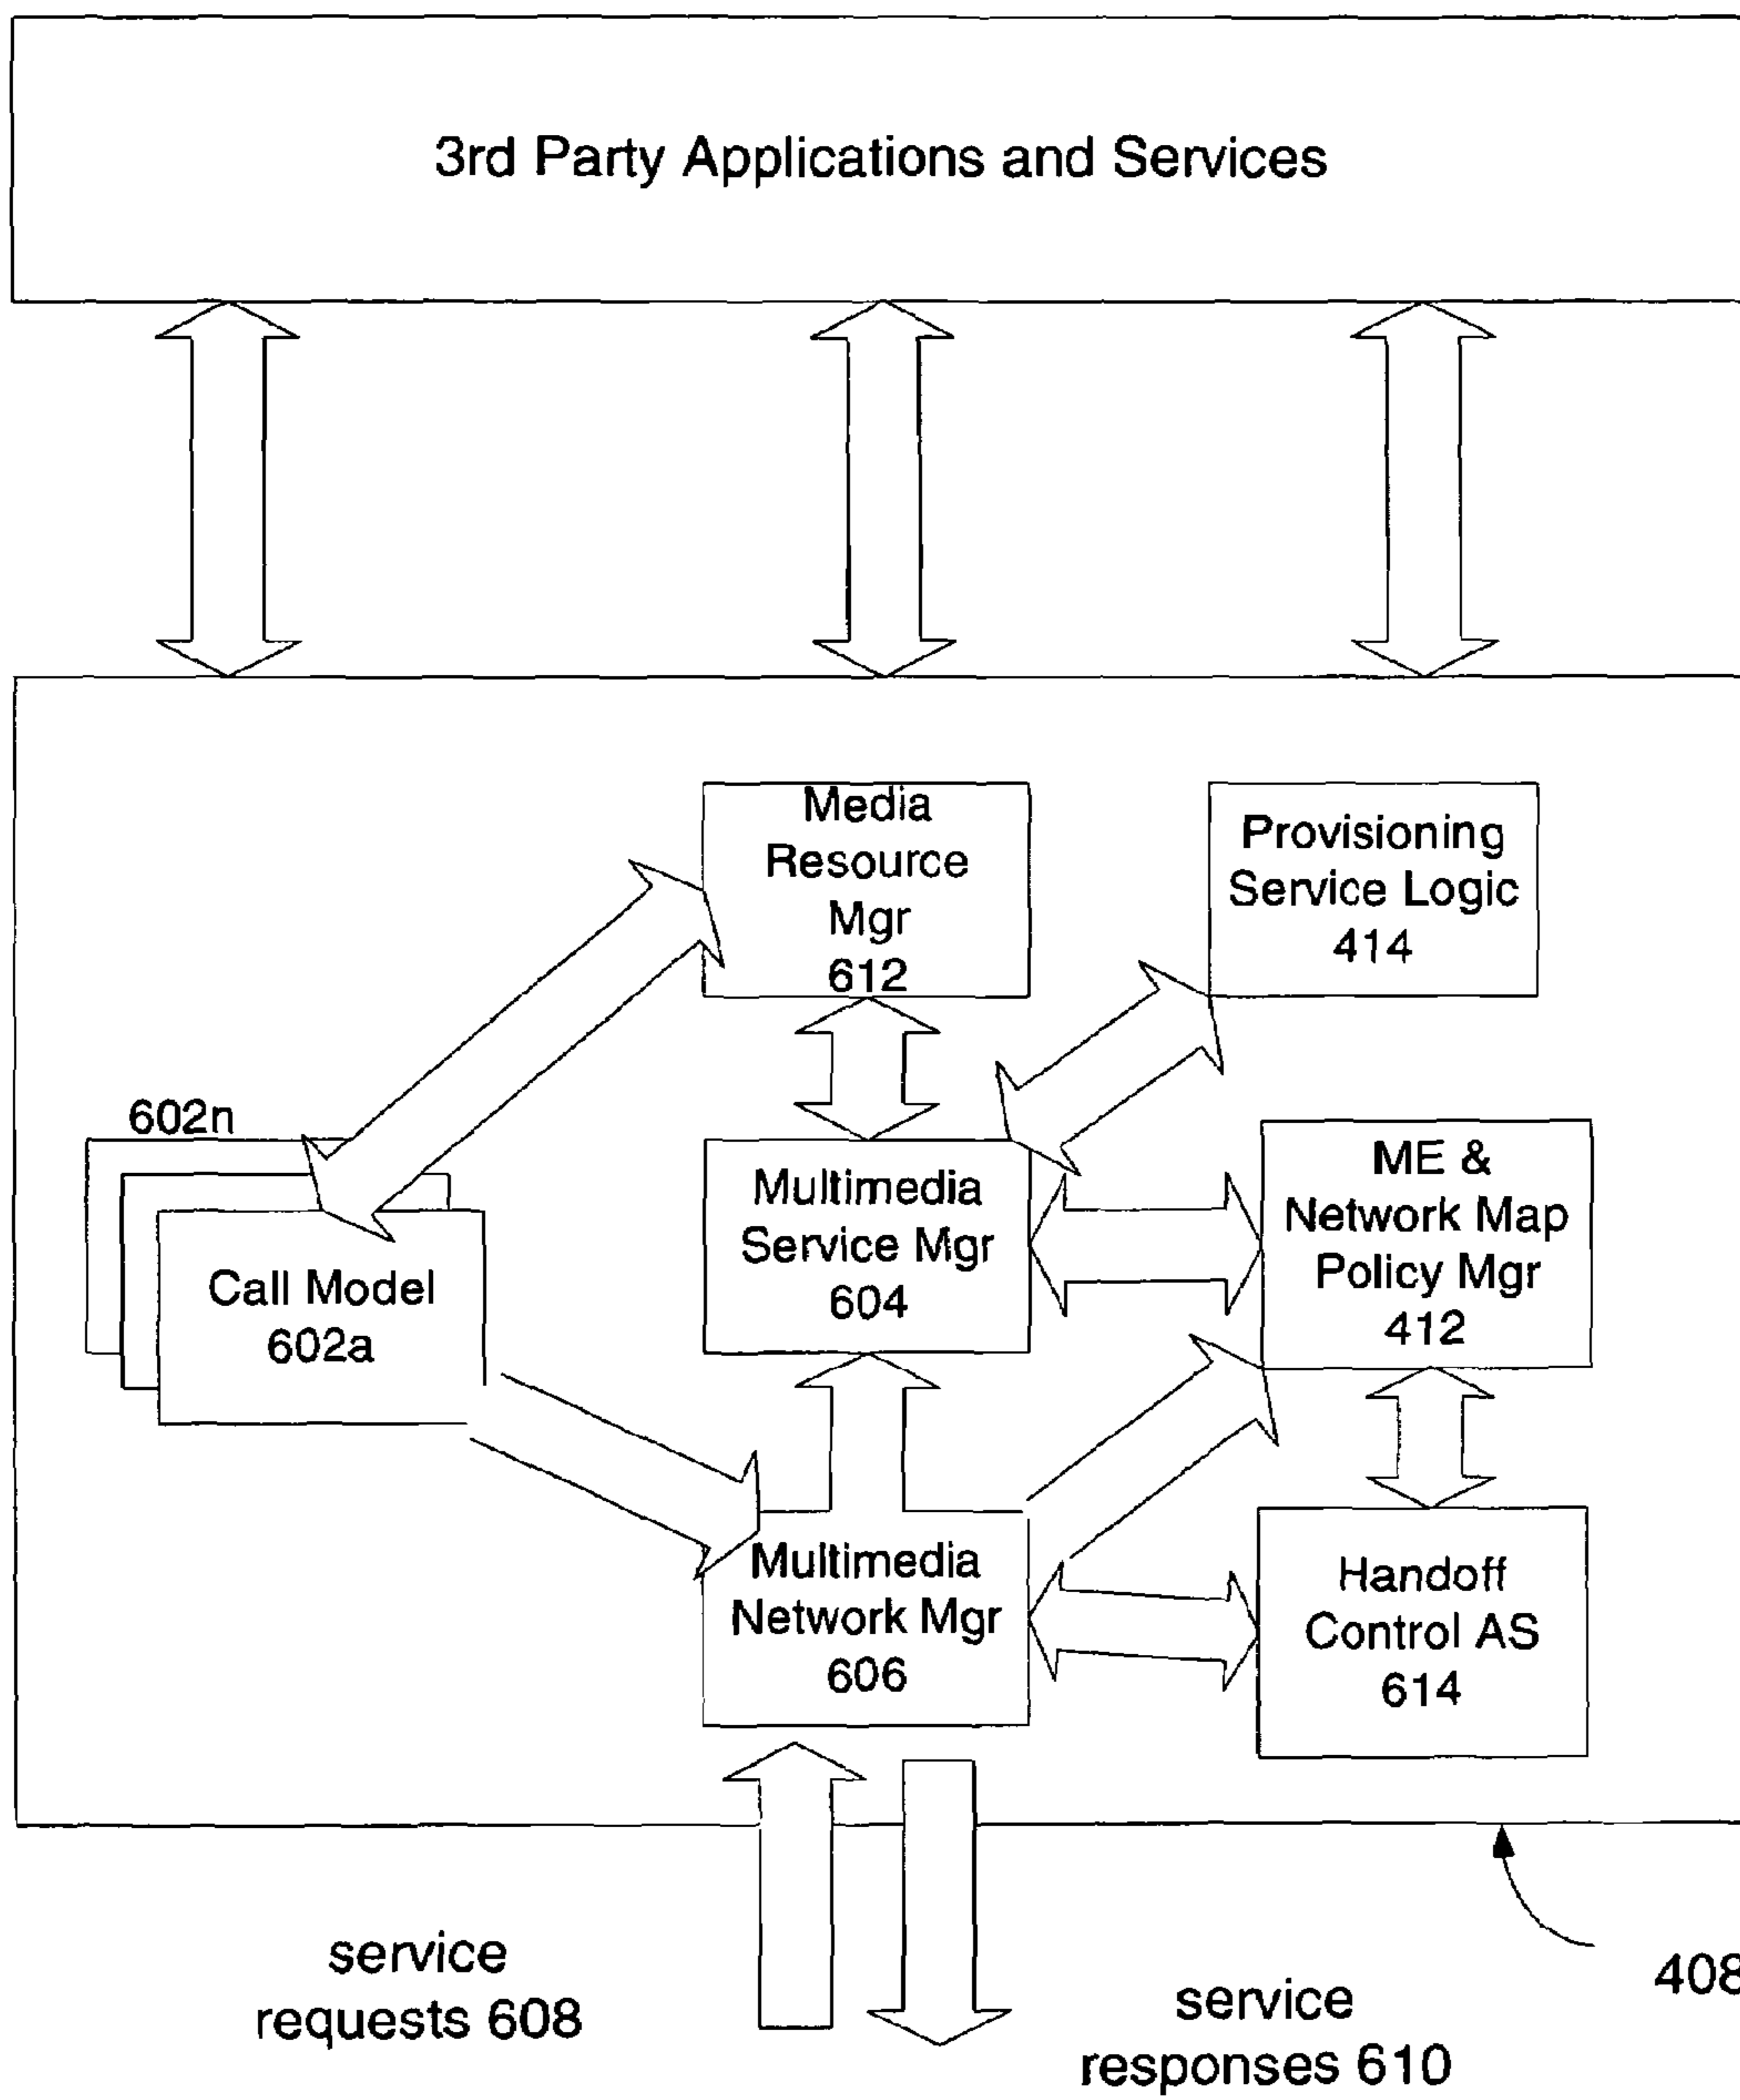 3rd Party Applications and Services
Media
Resource
Mgr
612
Provisioning
Service Logic
414
602n
Call Model
602a
Multimedia
Service Mgr
604
ME &
Network Map
Policy Mgr
412
Multimedia
Network Mgr
606
Handoff
Control AS
614
service
requests 608
service
responses 610
408